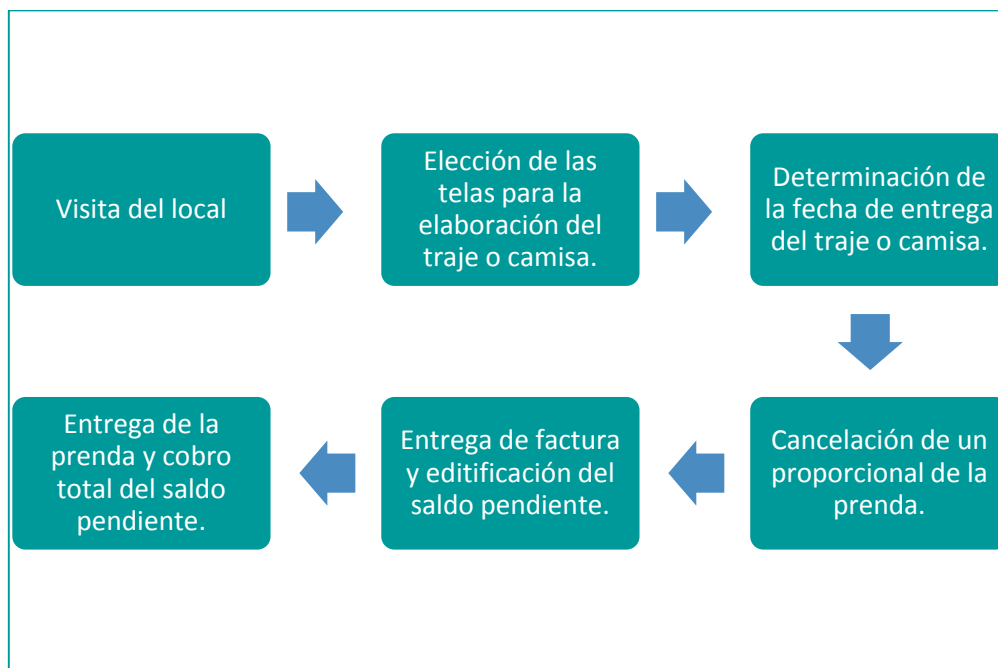 Visita del local
Elección de las
telas para la
elaboración del
traje o camisa.
Determinación de
la fecha de entrega
del traje o camisa.
Cancelación de un
proporcional de la
prenda.
Entrega de factura
y editificación del
saldo pendiente.
Entrega de la
prenda y cobro
total del saldo
pendiente.